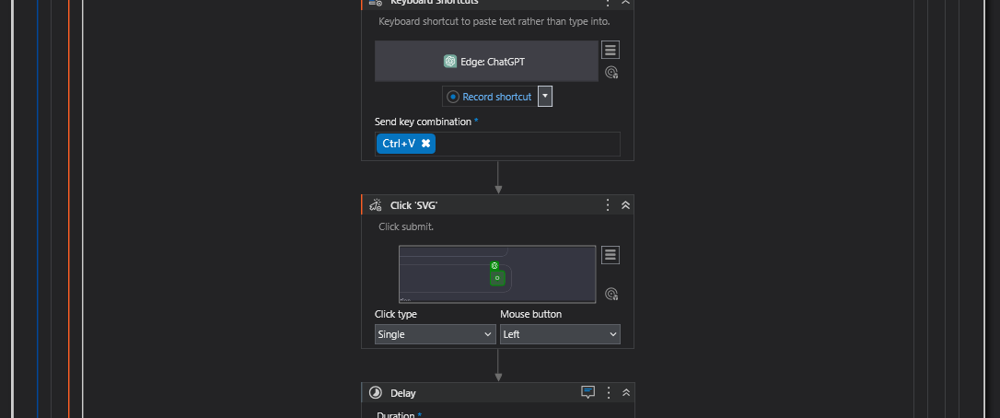 Keyboard Shortcuts
Keyboard shortcut to paste text rather than type into.
Edge: ChatGPT
Record shortcut
Send key combination *
Ctrl+V
Click 'SVG'
Click submit.
Click type
Mouse button
Single
Left
Delay
Duration *